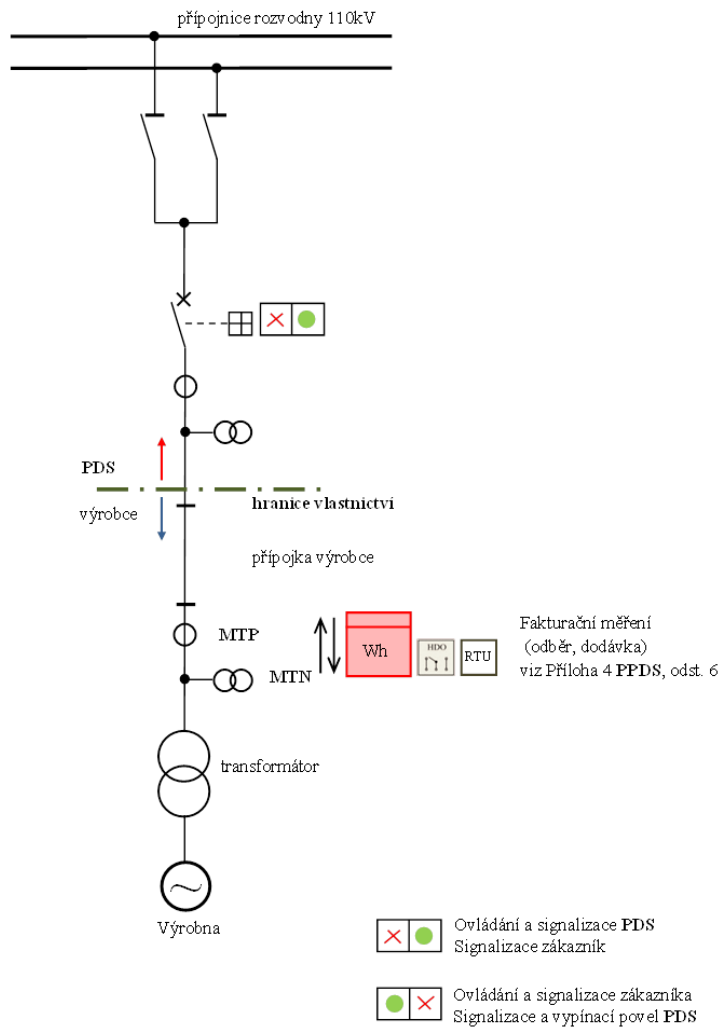 přípojnice rozvodny 110kV
PDS
výrobce
hranice vlastnictví
přípojka výrobce
MTP
MTN
Wh
HDO
RTU
Fakturační měření
(odběr, dodávka)
viz Příloha 4 PPDS, odst. 6
transformátor
Výrobna
Ovládání a signalizace PDS
Signalizace zákazník
Ovládání a signalizace zákazníka
Signalizace a vypínací povel PDS